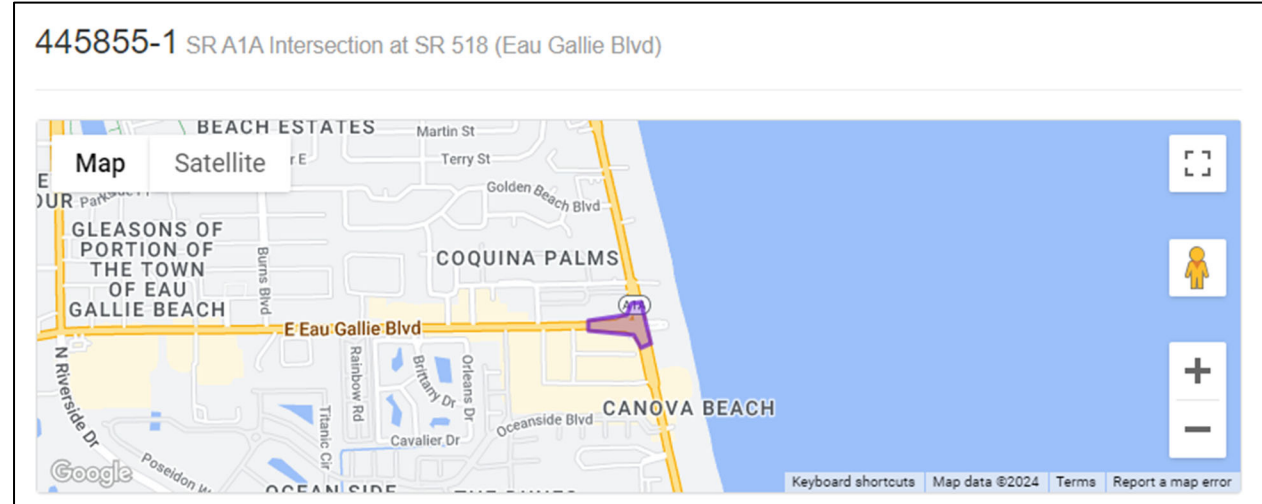 445855-1 SR A1A Intersection at SR 518 (Eau Gallie Blvd)
BEACH ESTATES
Martin St
Map
Satellite
r E
Terry St
E
OUR
Golden Beach Blvd
GLEASONS OF
PORTION OF
THE TOWN
OF EAU
GALLIE BEACH
Burns Blvd
COQUINA PALMS
A1A
E Eau Gallie Blvd
N Riverside Dr
Rainbow Rd
Brittany Dr
Orleans Dr
Titanic Cir
CANOVA BEACH
Oceanside Blvd
Cavalier Dr
Google
Poseidon W
OCEAN SIDE
Keyboard shortcuts
Map data ©2024
Terms
Report a map error